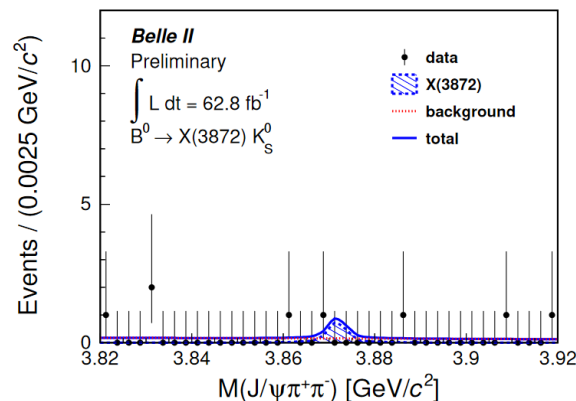 Belle II
Preliminary
∫ L dt = 62.8 fb⁻¹
B⁰ → X(3872) K⁰_S
data
X(3872)
background
total
Events / (0.0025 GeV/c²)
10
5
0
3.82 3.84 3.86 3.88 3.9 3.92
M(J/ψπ⁺π⁻) [GeV/c²]